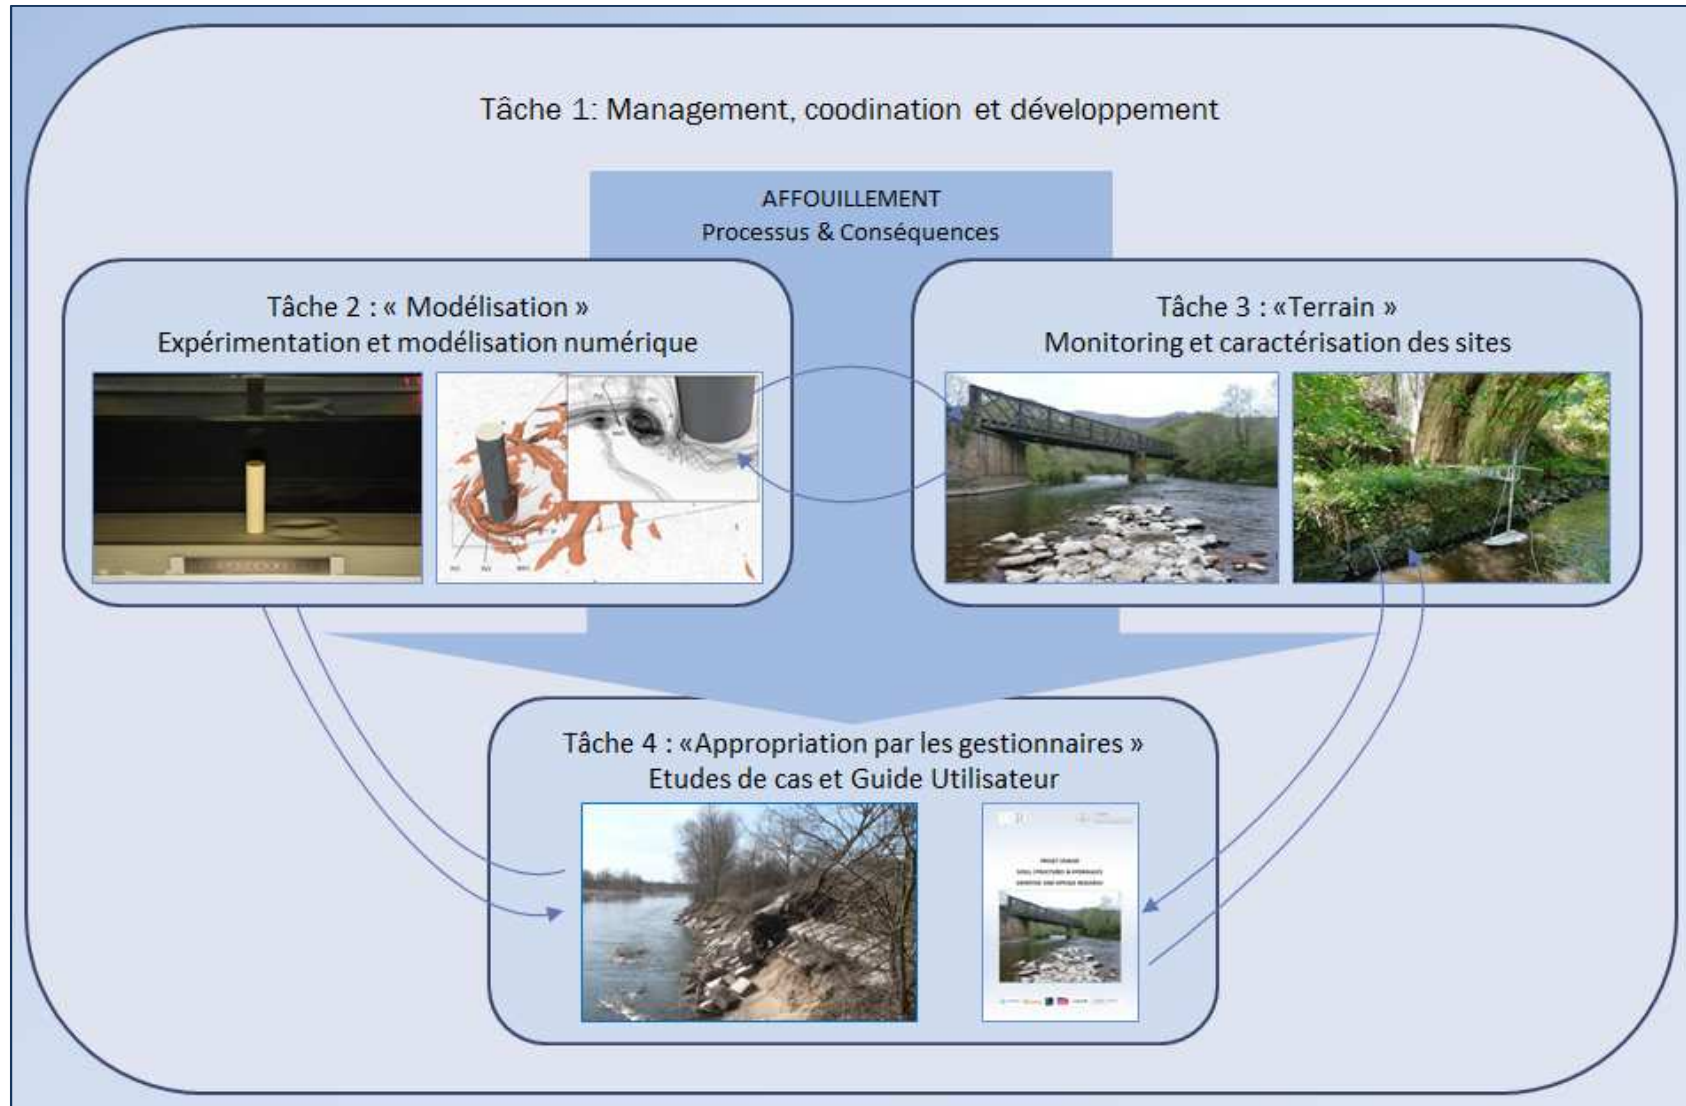 Tâche 1: Management, coodination et développement
AFFOUILLEMENT
Processus & Conséquences
Tâche 2 : « Modélisation »
Expérimentation et modélisation numérique
Tâche 3 : «Terrain »
Monitoring et caractérisation des sites
Tâche 4 : «Appropriation par les gestionnaires »
Etudes de cas et Guide Utilisateur